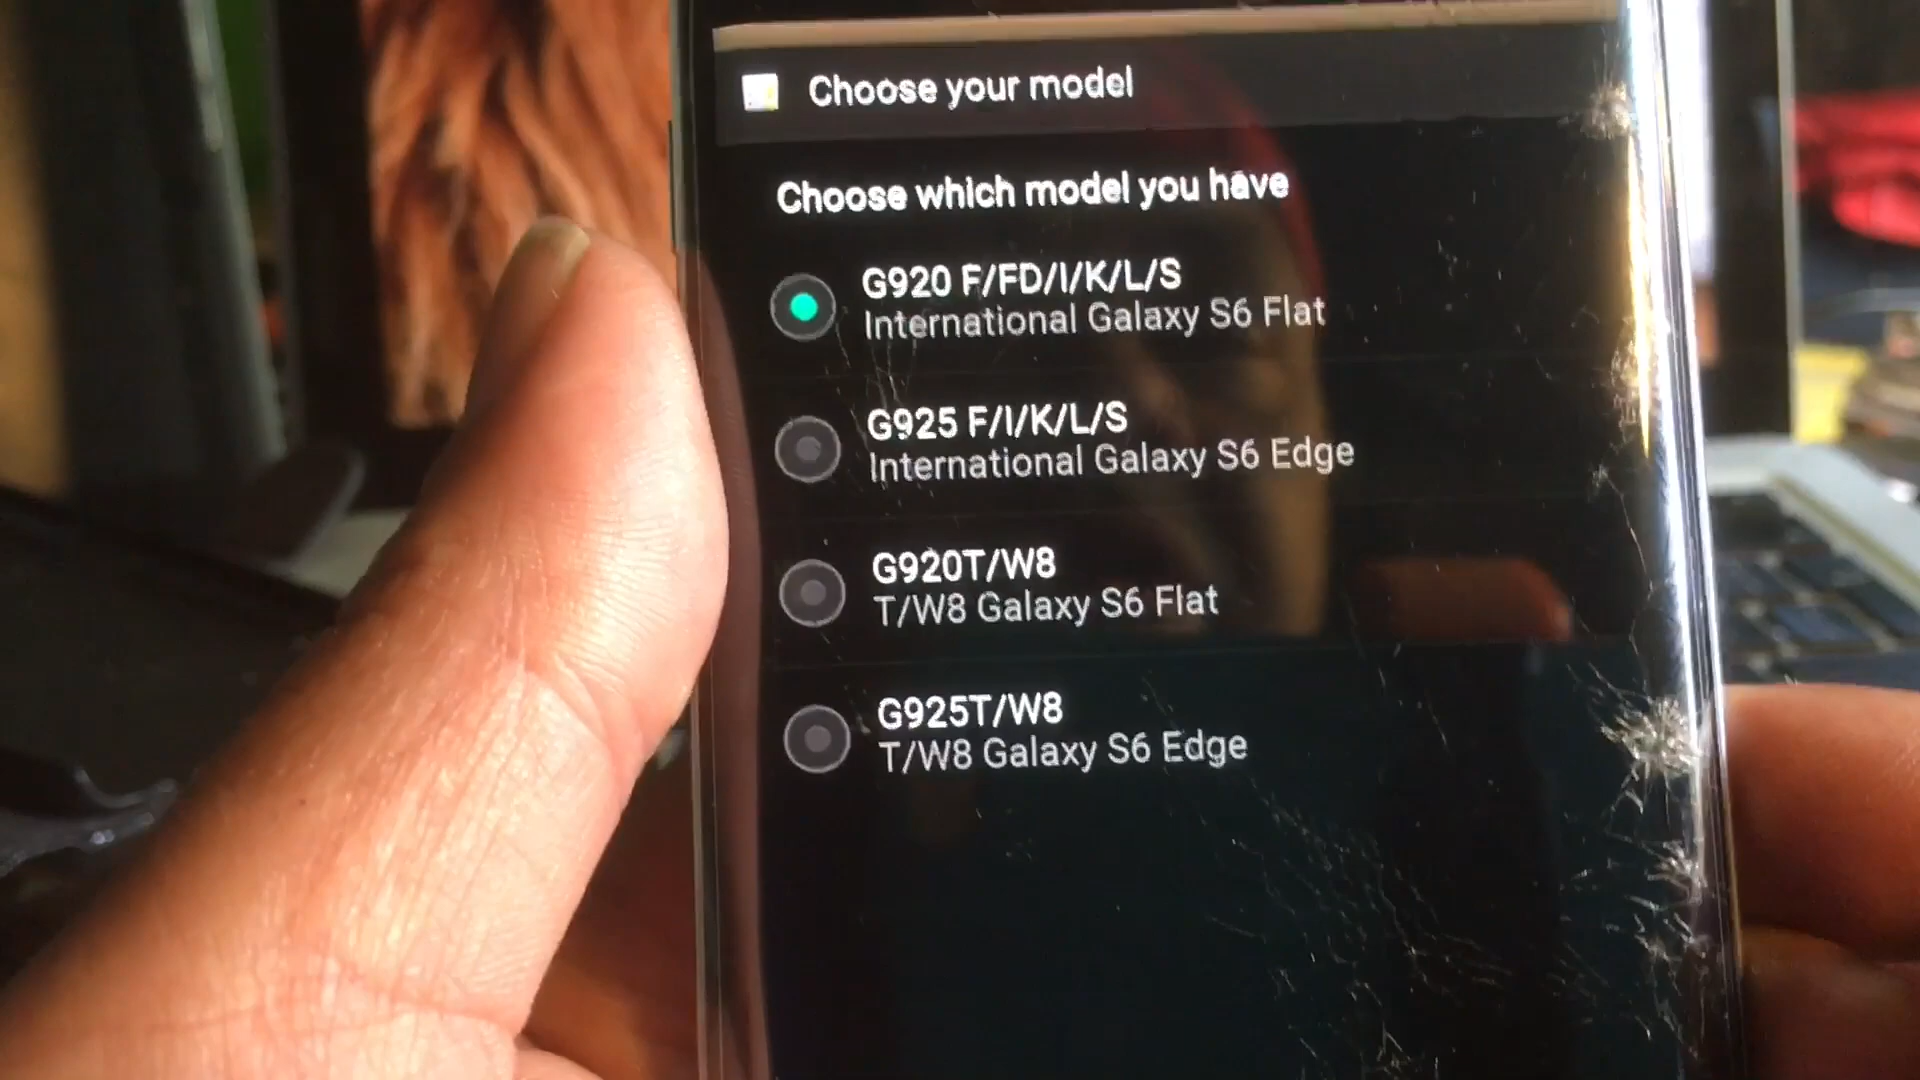 Choose your model
Choose which model you have
G920 F/FD/I/K/L/S
International Galaxy S6 Flat
G925 F/I/K/L/S
International Galaxy S6 Edge
G920T/W8
T/W8 Galaxy S6 Flat
G925T/W8
T/W8 Galaxy S6 Edge